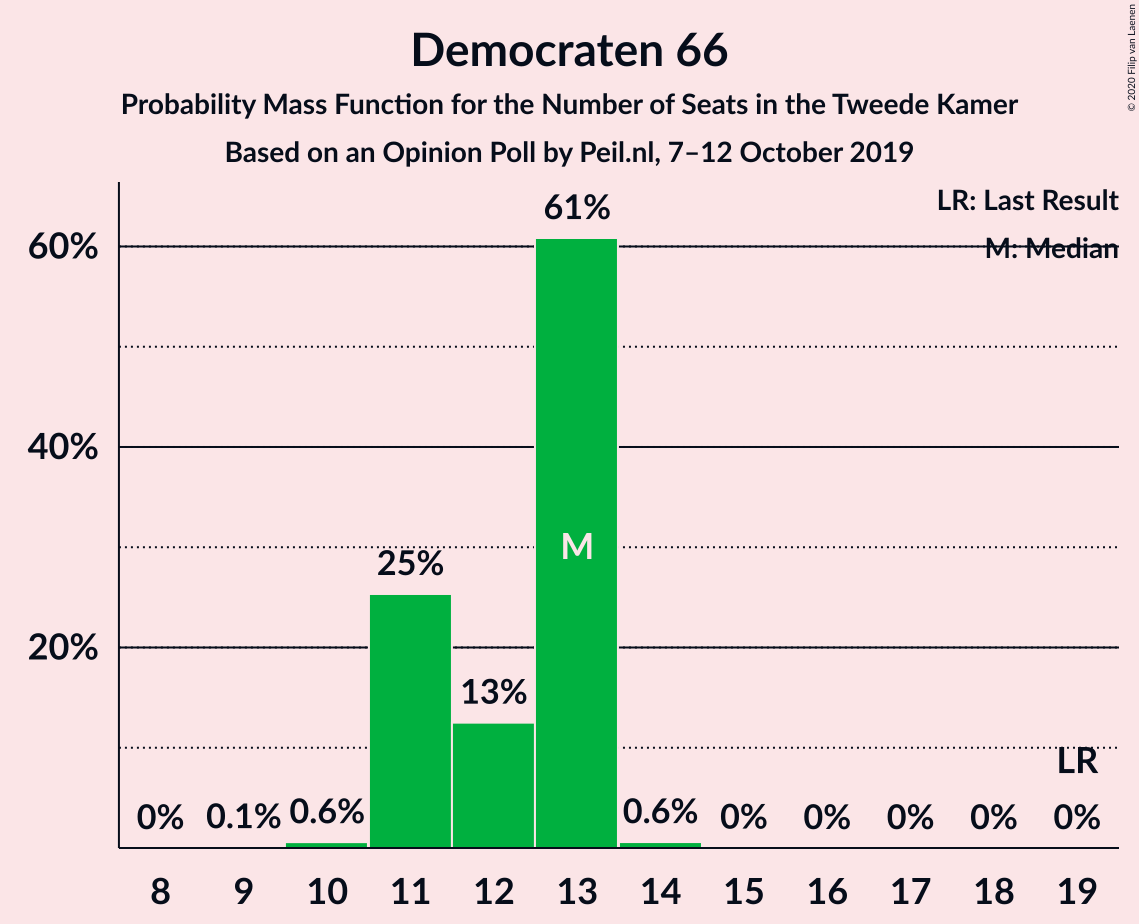 Democraten 66
Probability Mass Function for the Number of Seats in the Tweede Kamer
Based on an Opinion Poll by Peil.nl, 7–12 October 2019
© 2020 Filip van Laenen
LR: Last Result
M: Median
60%
40%
20%
61%
M
25%
13%
LR
0%
0.1%
0.6%
0.6%
0%
0%
0%
0%
0%
8 9 10 11 12 13 14 15 16 17 18 19